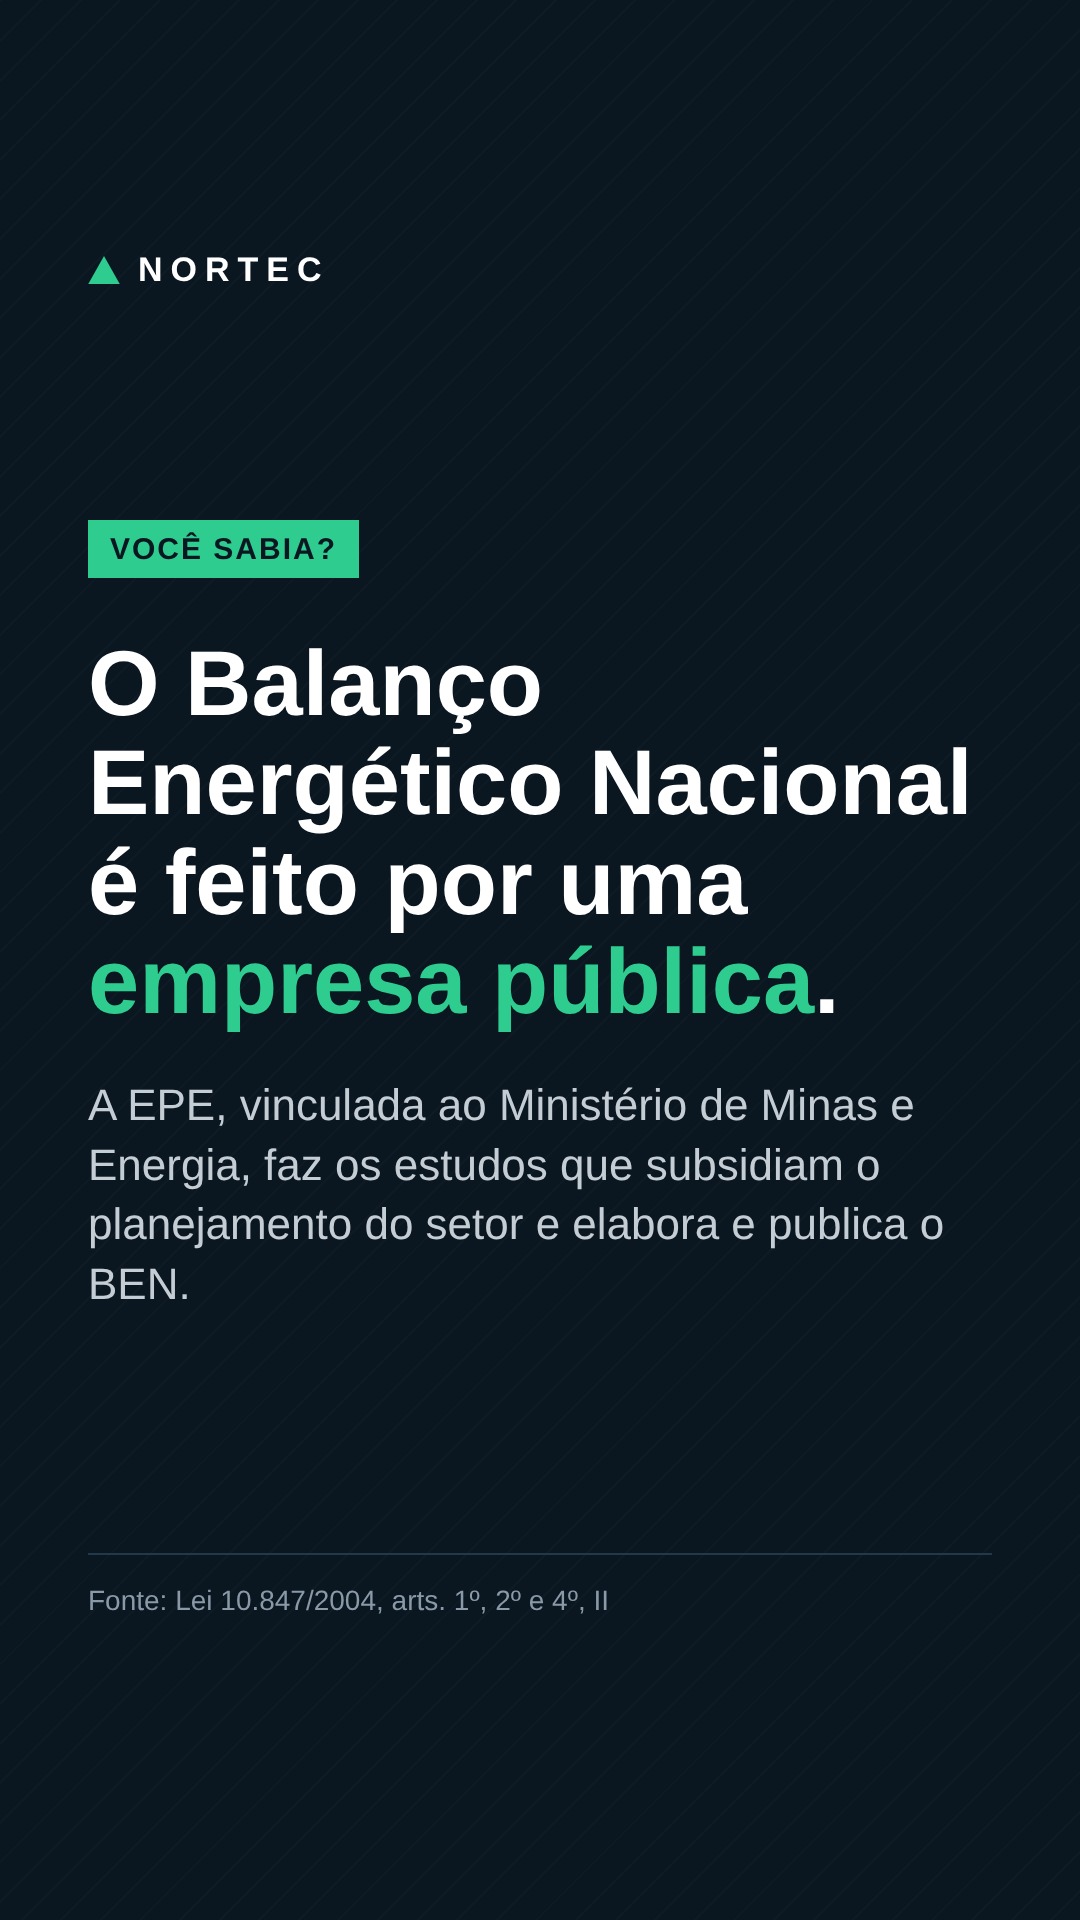 NORTEC
VOCÊ SABIA?
O Balanço
Energético Nacional
é feito por uma
empresa pública.
A EPE, vinculada ao Ministério de Minas e
Energia, faz os estudos que subsidiam o
planejamento do setor e elabora e publica o
BEN.
Fonte: Lei 10.847/2004, arts. 1º, 2º e 4º, II